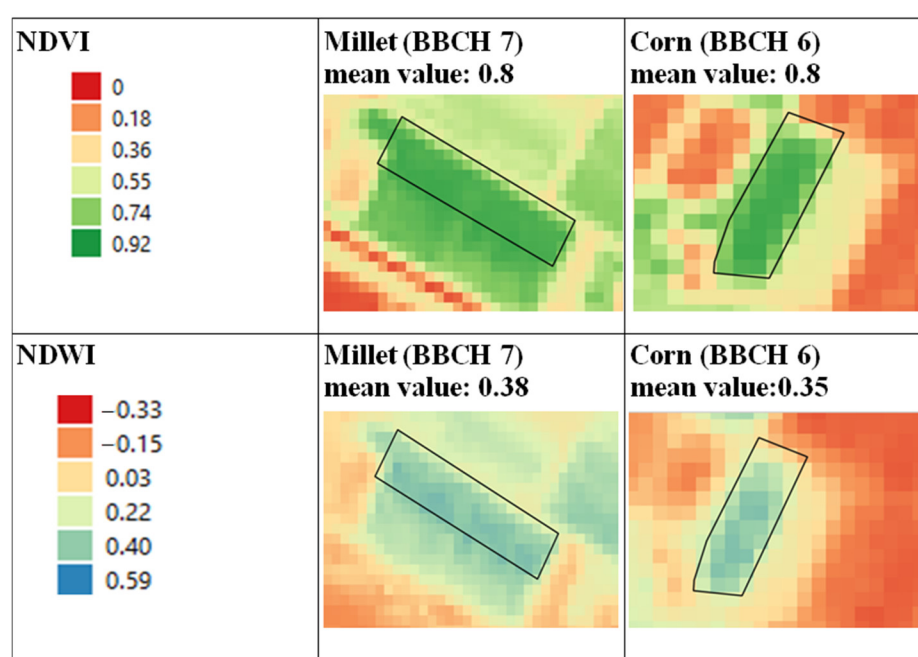 NDVI
0
0.18
0.36
0.55
0.74
0.92
Millet (BBCH 7)
mean value: 0.8
Corn (BBCH 6)
mean value: 0.8
NDWI
−0.33
−0.15
0.03
0.22
0.40
0.59
Millet (BBCH 7)
mean value: 0.38
Corn (BBCH 6)
mean value:0.35